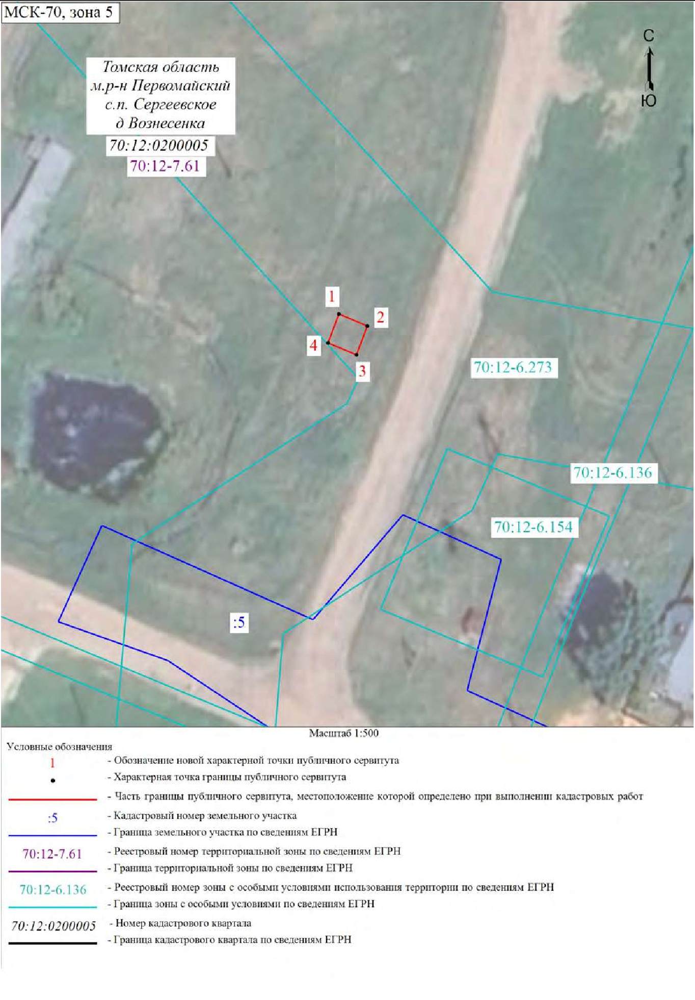 МСК-70, зона 5
С
Ю
Томская область
м.р-н Первомайский
с.п. Сергеевское
д Вознесенка
70:12:0200005
70:12-7.61
1
2
4
3
70:12-6.273
70:12-6.136
70:12-6.154
:5
Масштаб 1:500
Условные обозначения
1 - Обозначение новой характерной точки публичного сервитута
- Характерная точка границы публичного сервитута
- Часть границы публичного сервитута, местоположение которой определено при выполнении кадастровых работ
:5 - Кадастровый номер земельного участка
- Граница земельного участка по сведениям ЕГРН
70:12-7.61 - Реестровый номер территориальной зоны по сведениям ЕГРН
- Граница территориальной зоны по сведениям ЕГРН
70:12-6.136 - Реестровый номер зоны с особыми условиями использования территории по сведениям ЕГРН
- Граница зоны с особыми условиями по сведениям ЕГРН
70:12:0200005 - Номер кадастрового квартала
- Граница кадастрового квартала по сведениям ЕГРН